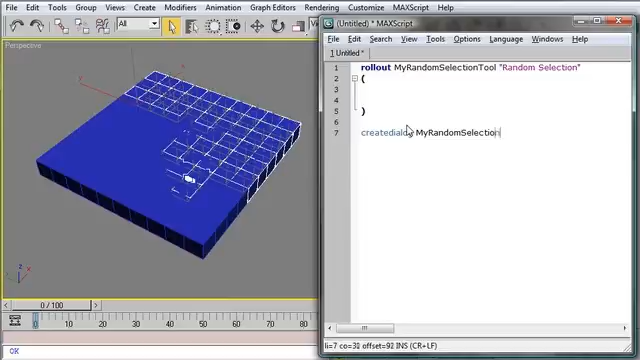 Edit Tools Group Views Create Modifiers Animation Graph Editors Rendering Customize MAXScript Help
All
View
Perspective
z
x
y
0 / 100
0 10 20 30 40 50 60 70 80
OK
(Untitled) * MAXScript
File Edit Search View Tools Options Language Windows Help
1 Untitled *
1 rollout MyRandomSelectionTool "Random Selection"
2 (
3
4
5 )
6
7 createdialog MyRandomSelection
li=7 co=31 offset=92 INS (CR+LF)